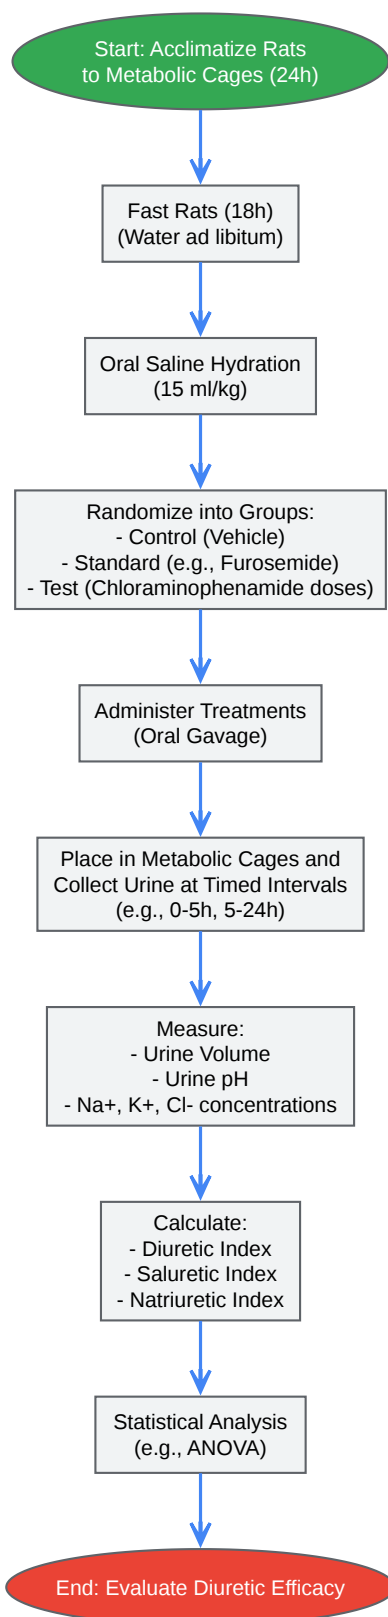 Start: Acclimatize Rats
to Metabolic Cages (24h)
Fast Rats (18h)
(Water ad libitum)
Oral Saline Hydration
(15 ml/kg)
Randomize into Groups:
- Control (Vehicle)
- Standard (e.g., Furosemide)
- Test (Chloraminophenamide doses)
Administer Treatments
(Oral Gavage)
Place in Metabolic Cages and
Collect Urine at Timed Intervals
(e.g., 0-5h, 5-24h)
Measure:
- Urine Volume
- Urine pH
- Na+, K+, Cl- concentrations
Calculate:
- Diuretic Index
- Saluretic Index
- Natriuretic Index
Statistical Analysis
(e.g., ANOVA)
End: Evaluate Diuretic Efficacy